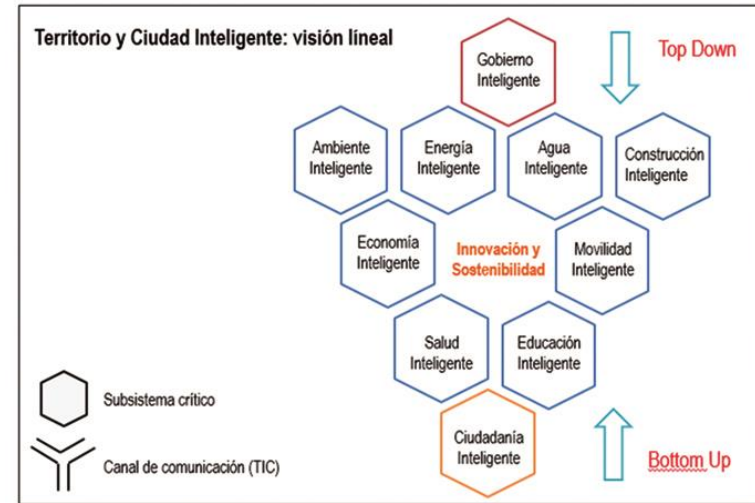 Territorio y Ciudad Inteligente: visión líneal
Gobierno
Inteligente
Top Down
Ambiente
Inteligente
Energía
Inteligente
Agua
Inteligente
Construcción
Inteligente
Economía
Inteligente
Innovación y
Sostenibilidad
Movilidad
Inteligente
Salud
Inteligente
Educación
Inteligente
Subsistema crítico
Ciudadanía
Inteligente
Canal de comunicación (TIC)
Bottom Up